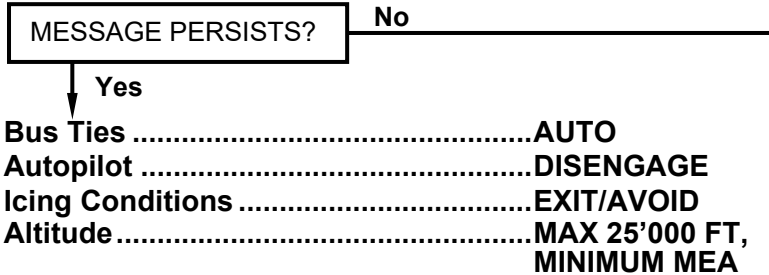 MESSAGE PERSISTS?
No
Yes
Bus Ties ..................................................AUTO
Autopilot .................................................DISENGAGE
Icing Conditions .....................................EXIT/AVOID
Altitude....................................................MAX 25’000 FT,
MINIMUM MEA